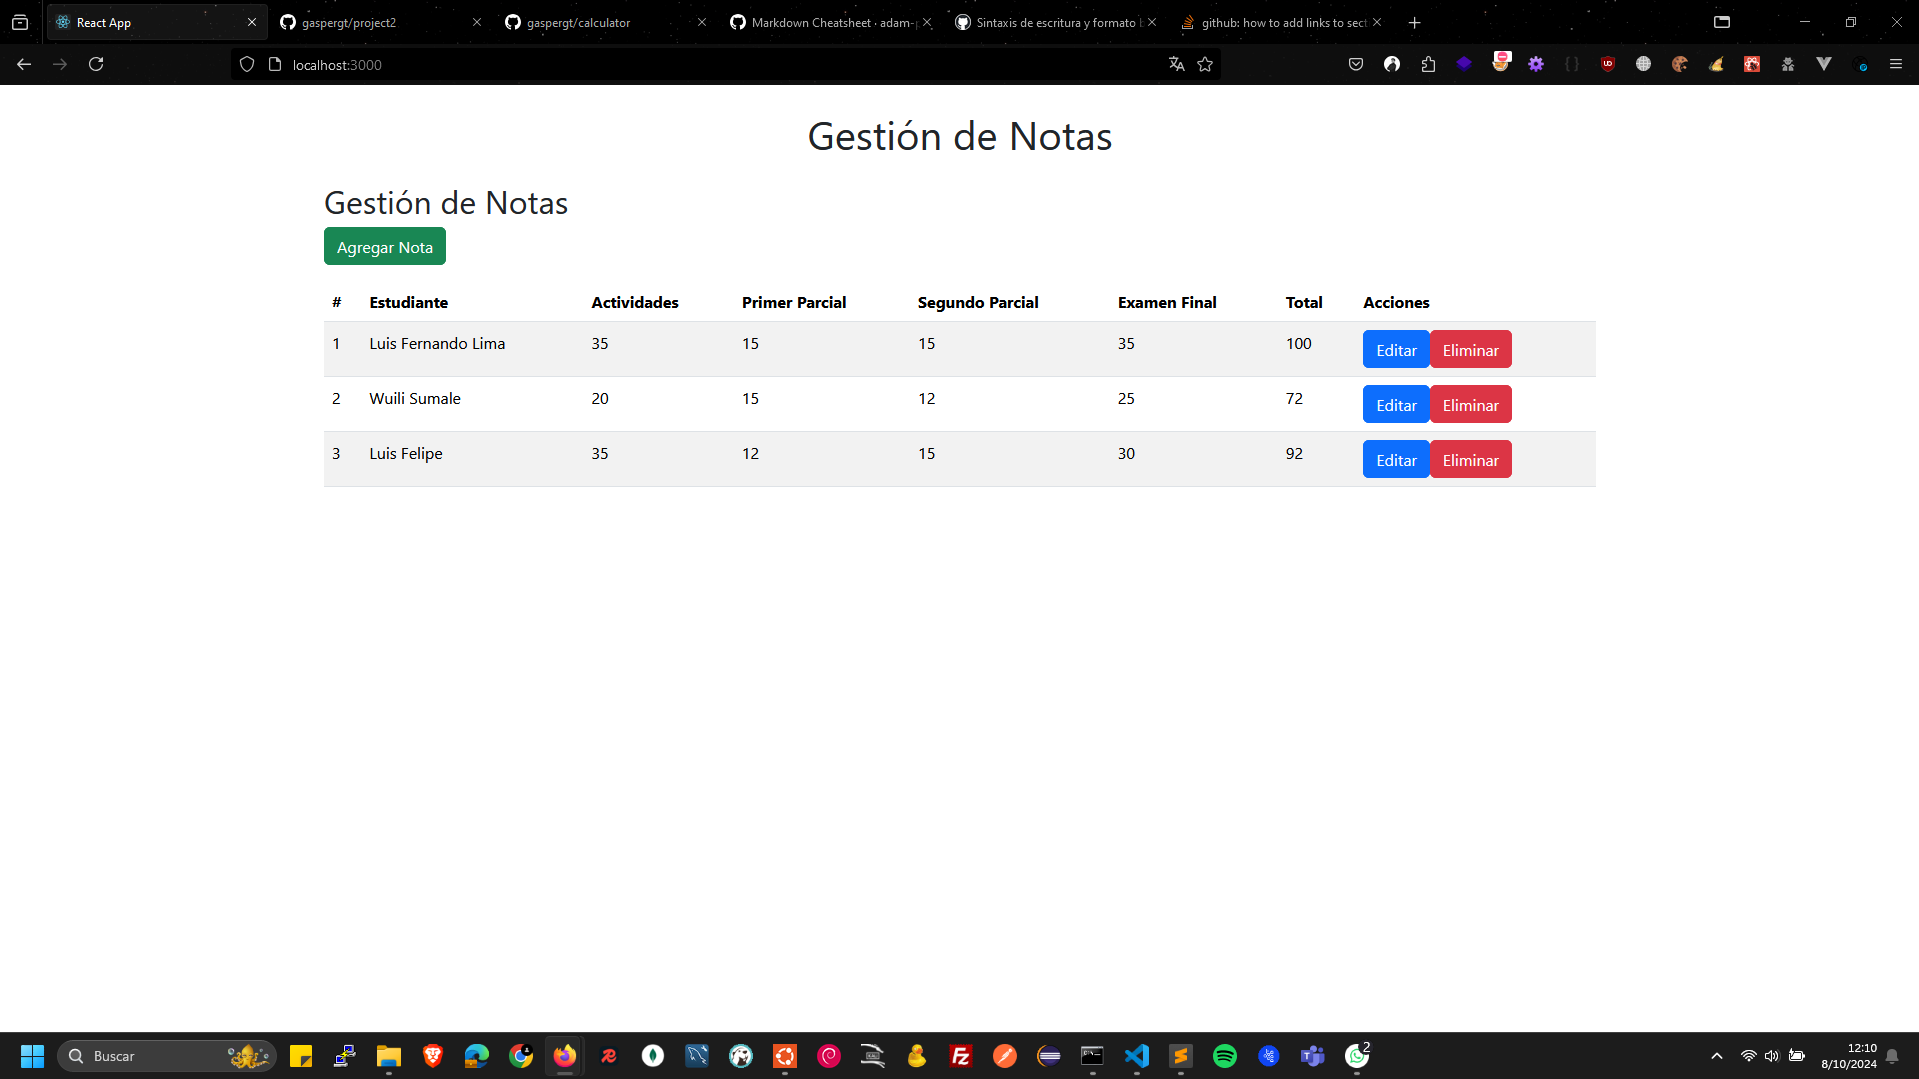 React App
gaspergt/project2
gaspergt/calculator
Markdown Cheatsheet · adam-p
Sintaxis de escritura y formato b
github: how to add links to sect
localhost:3000
Gestión de Notas
Gestión de Notas
Agregar Nota
# Estudiante Actividades Primer Parcial Segundo Parcial Examen Final Total Acciones
1 Luis Fernando Lima 35 15 15 35 100 Editar Eliminar
2 Wuili Sumale 20 15 12 25 72 Editar Eliminar
3 Luis Felipe 35 12 15 30 92 Editar Eliminar
Buscar
2
12:10
8/10/2024